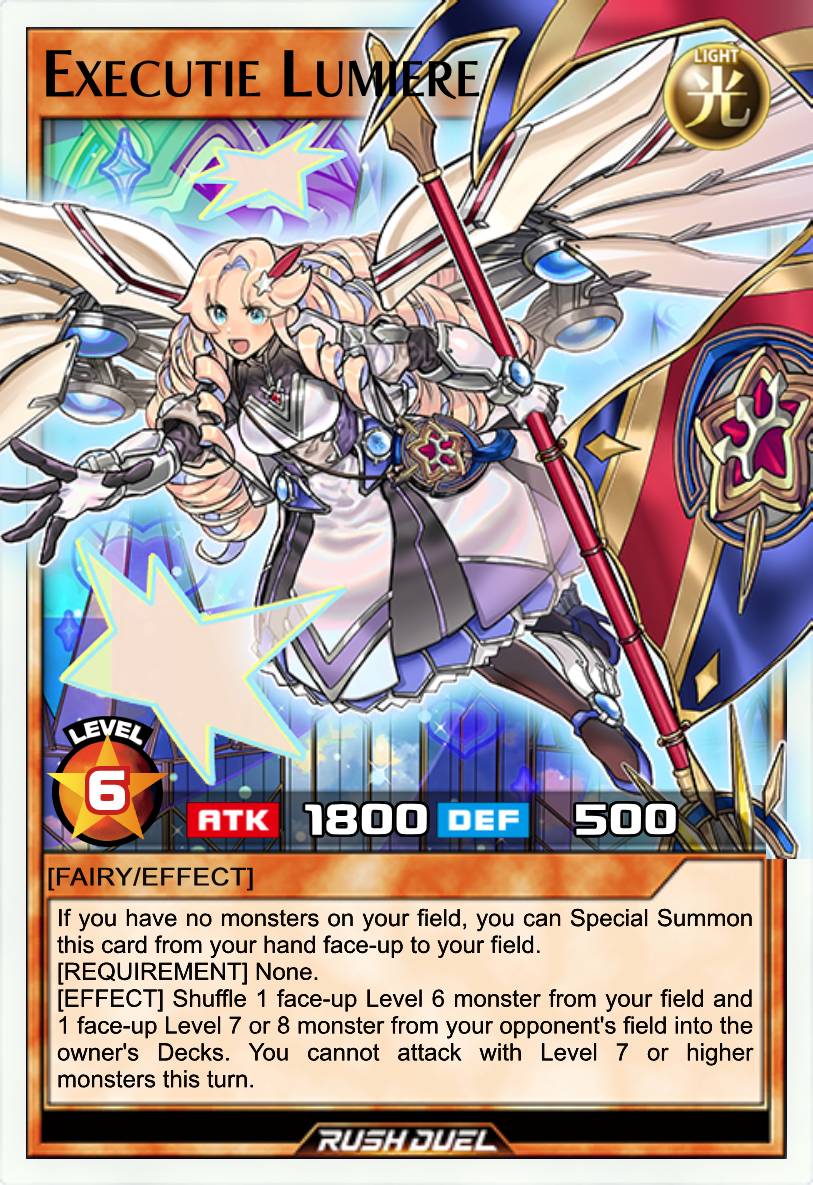 EXECUTIE LUMIERE
LIGHT
光
LEVEL
6
ATK 1800 DEF 500
[FAIRY/EFFECT]
If you have no monsters on your field, you can Special Summon
this card from your hand face-up to your field.
[REQUIREMENT] None.
[EFFECT] Shuffle 1 face-up Level 6 monster from your field and
1 face-up Level 7 or 8 monster from your opponent's field into the
owner's Decks. You cannot attack with Level 7 or higher
monsters this turn.
RUSH DUEL